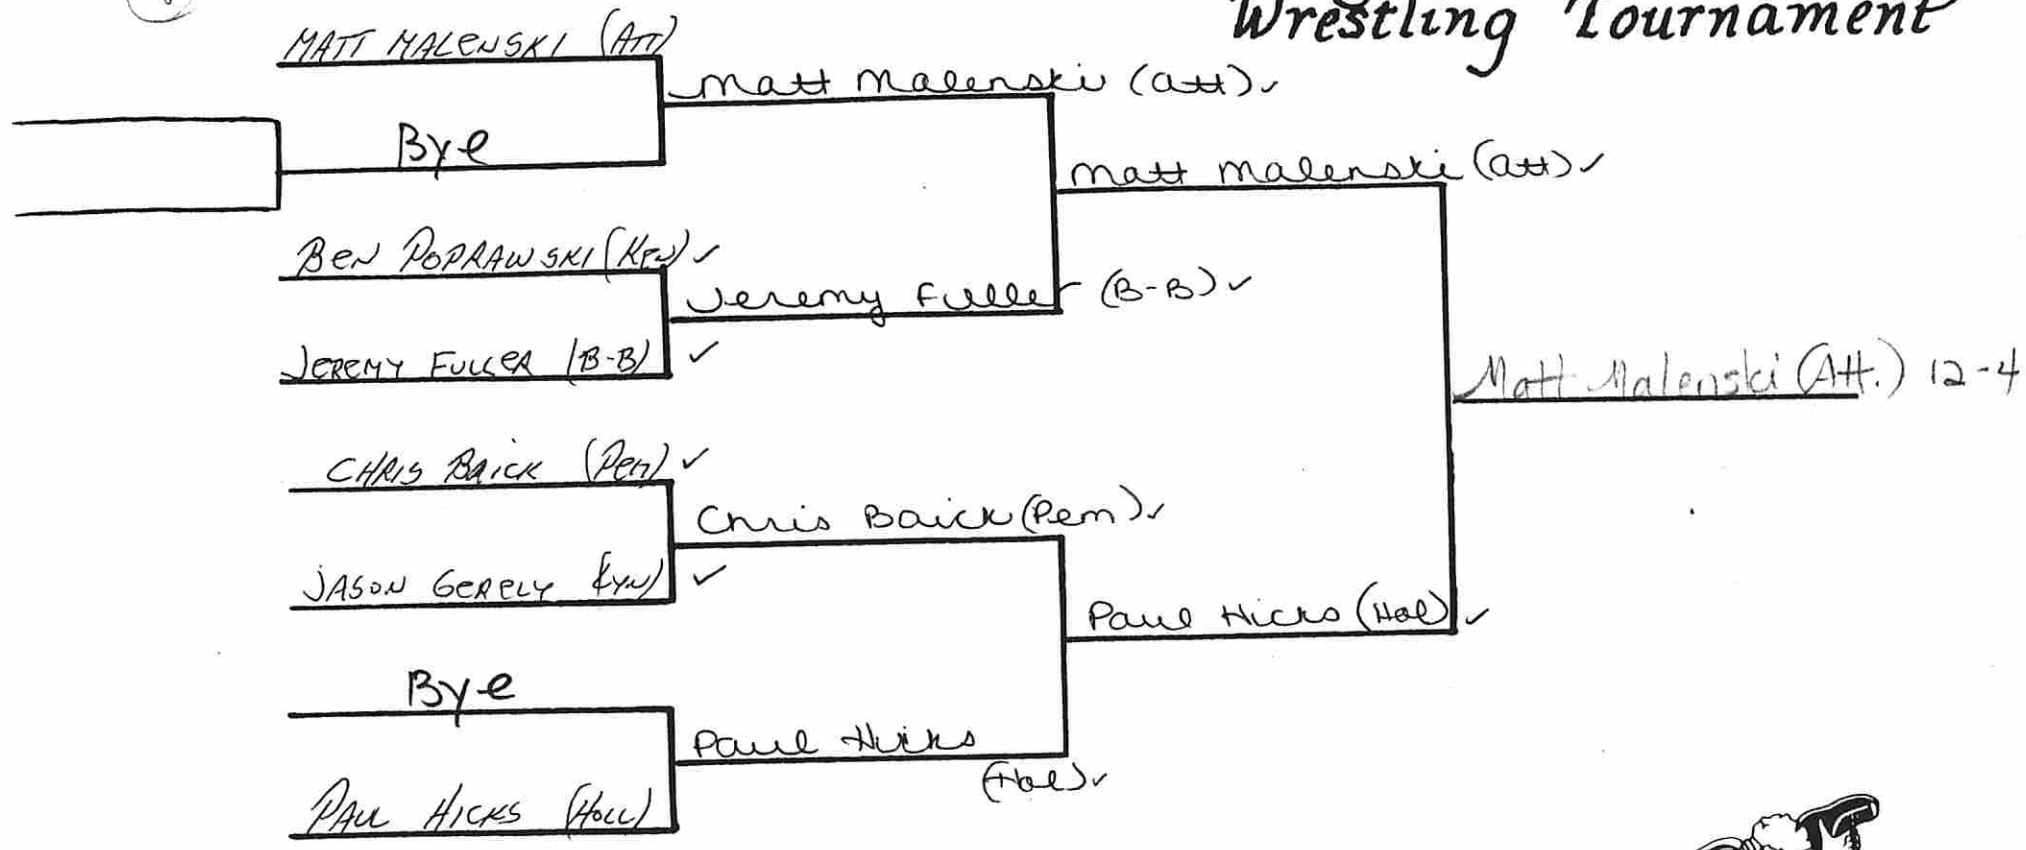 Wrestling Tournament
MATT MALENSKI (ATT)
Matt Malenski (Att) ✓
Bye
Matt Malenski (Att) ✓
BEN POPRAWSKI (KEN) ✓
Jeremy Fuller (B-B) ✓
JEREMY FULLER (B-B) ✓
Matt Malenski (Att.) 12-4
CHRIS BAICK (Pem) ✓
Chris Baick (Pem) ✓
JASON GERELY (Kyn) ✓
Paul Hicks (Hol) ✓
Bye
Paul Hicks
(Hol) ✓
PAUL HICKS (HOLL)